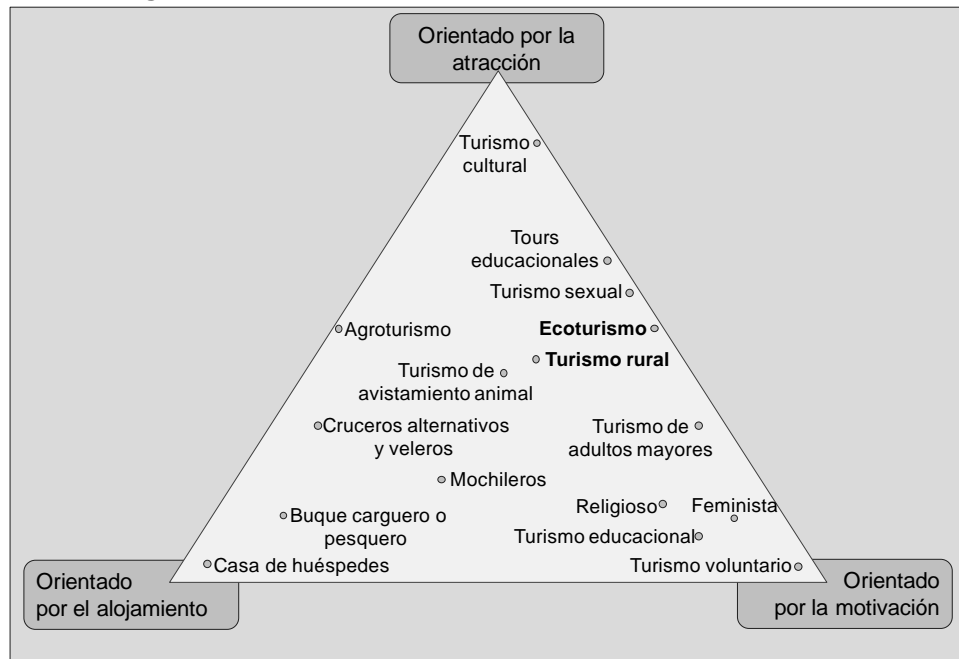 Orientado por la
atracción
Turismo
cultural
Tours
educacionales
Turismo sexual
Agroturismo
Ecoturismo
Turismo rural
Turismo de
avistamiento animal
Cruceros alternativos
y veleros
Turismo de
adultos mayores
Mochileros
Religioso
Feminista
Buque carguero o
pesquero
Turismo educacional
Casa de huéspedes
Turismo voluntario
Orientado
por el alojamiento
Orientado
por la motivación